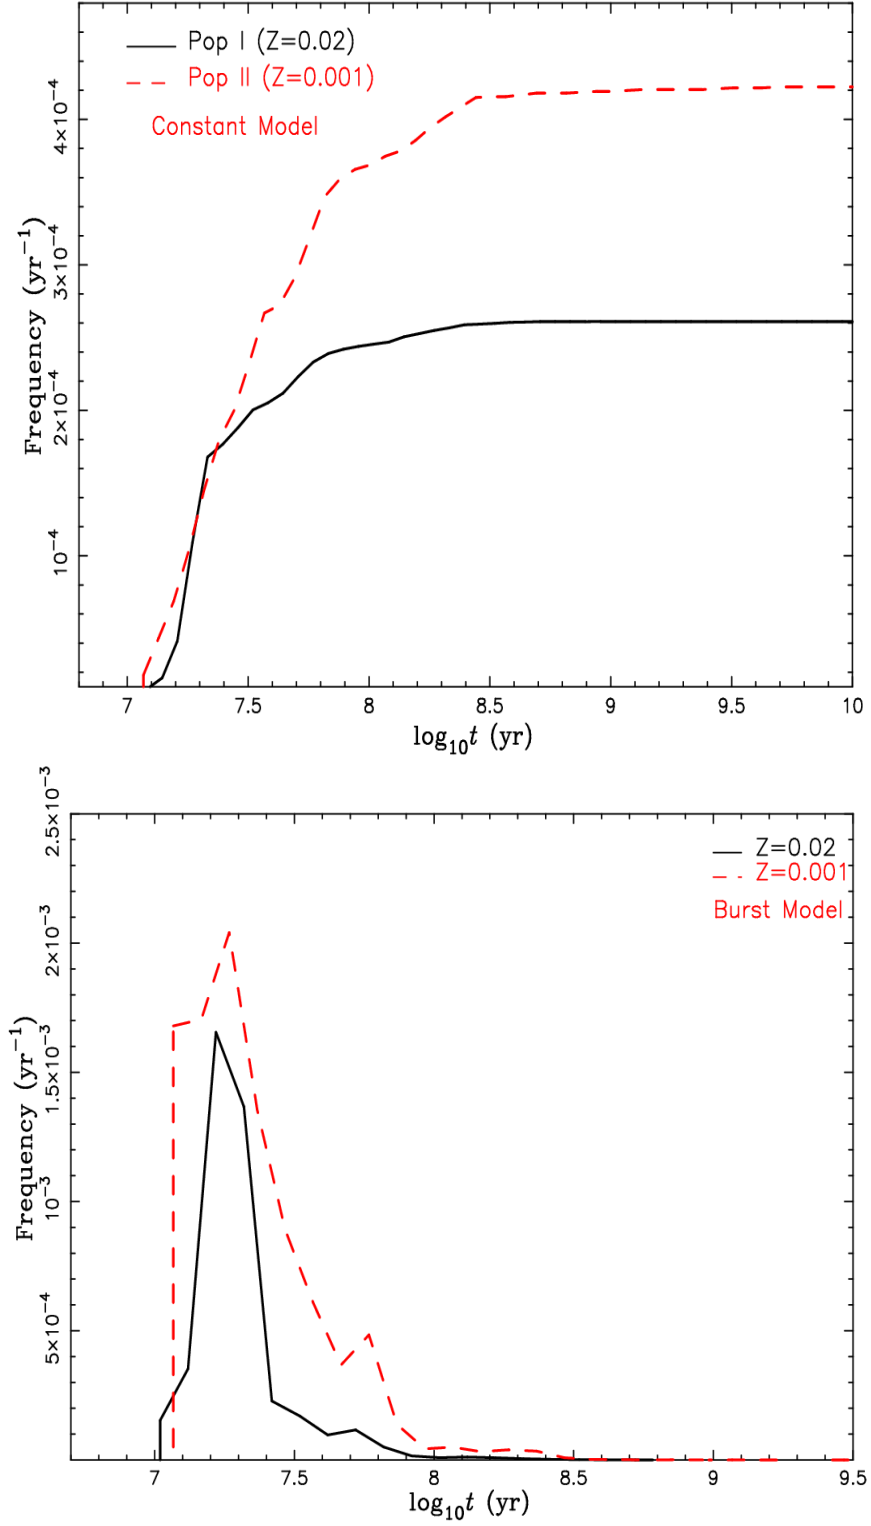 Pop I (Z=0.02)
Pop II (Z=0.001)
Constant Model
Frequency (yr⁻¹)
4×10⁻⁴
3×10⁻⁴
2×10⁻⁴
10⁻⁴
7 7.5 8 8.5 9 9.5 10
log₁₀t (yr)
Z=0.02
Z=0.001
Burst Model
Frequency (yr⁻¹)
2.5×10⁻³
2×10⁻³
1.5×10⁻³
10⁻³
5×10⁻⁴
7 7.5 8 8.5 9 9.5
log₁₀t (yr)